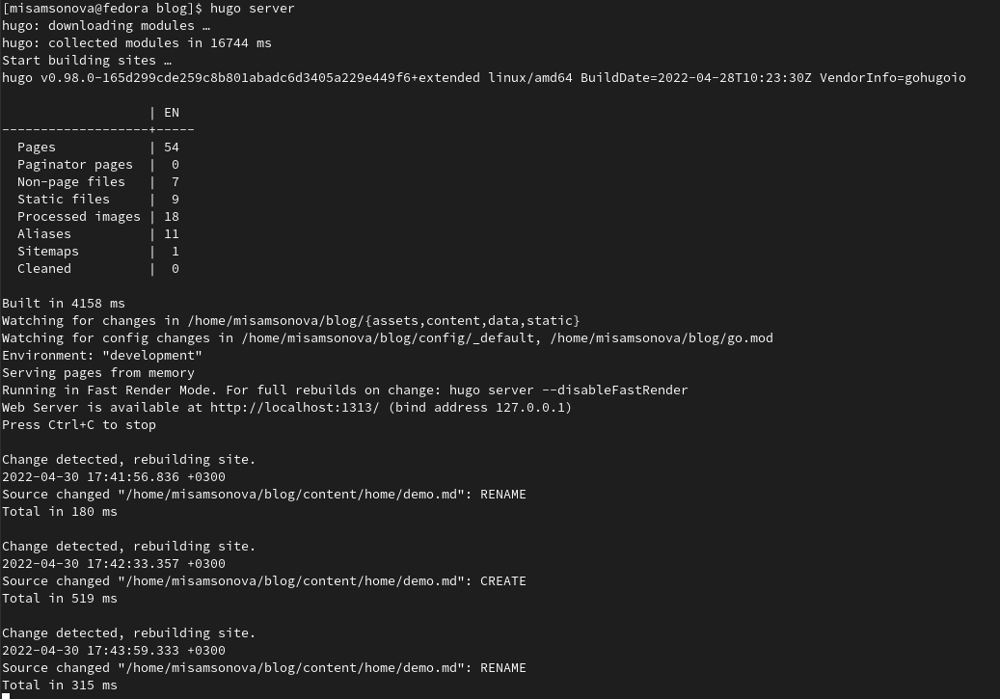 [misamsonova@fedora blog]$ hugo server
hugo: downloading modules …
hugo: collected modules in 16744 ms
Start building sites …
hugo v0.98.0-165d299cde259c8b801abadc6d3405a229e449f6+extended linux/amd64 BuildDate=2022-04-28T10:23:30Z VendorInfo=gohugoio

                   | EN
-------------------+-----
  Pages            | 54
  Paginator pages  |  0
  Non-page files   |  7
  Static files     |  9
  Processed images | 18
  Aliases          | 11
  Sitemaps         |  1
  Cleaned          |  0

Built in 4158 ms
Watching for changes in /home/misamsonova/blog/{assets,content,data,static}
Watching for config changes in /home/misamsonova/blog/config/_default, /home/misamsonova/blog/go.mod
Environment: "development"
Serving pages from memory
Running in Fast Render Mode. For full rebuilds on change: hugo server --disableFastRender
Web Server is available at http://localhost:1313/ (bind address 127.0.0.1)
Press Ctrl+C to stop

Change detected, rebuilding site.
2022-04-30 17:41:56.836 +0300
Source changed "/home/misamsonova/blog/content/home/demo.md": RENAME
Total in 180 ms

Change detected, rebuilding site.
2022-04-30 17:42:33.357 +0300
Source changed "/home/misamsonova/blog/content/home/demo.md": CREATE
Total in 519 ms

Change detected, rebuilding site.
2022-04-30 17:43:59.333 +0300
Source changed "/home/misamsonova/blog/content/home/demo.md": RENAME
Total in 315 ms